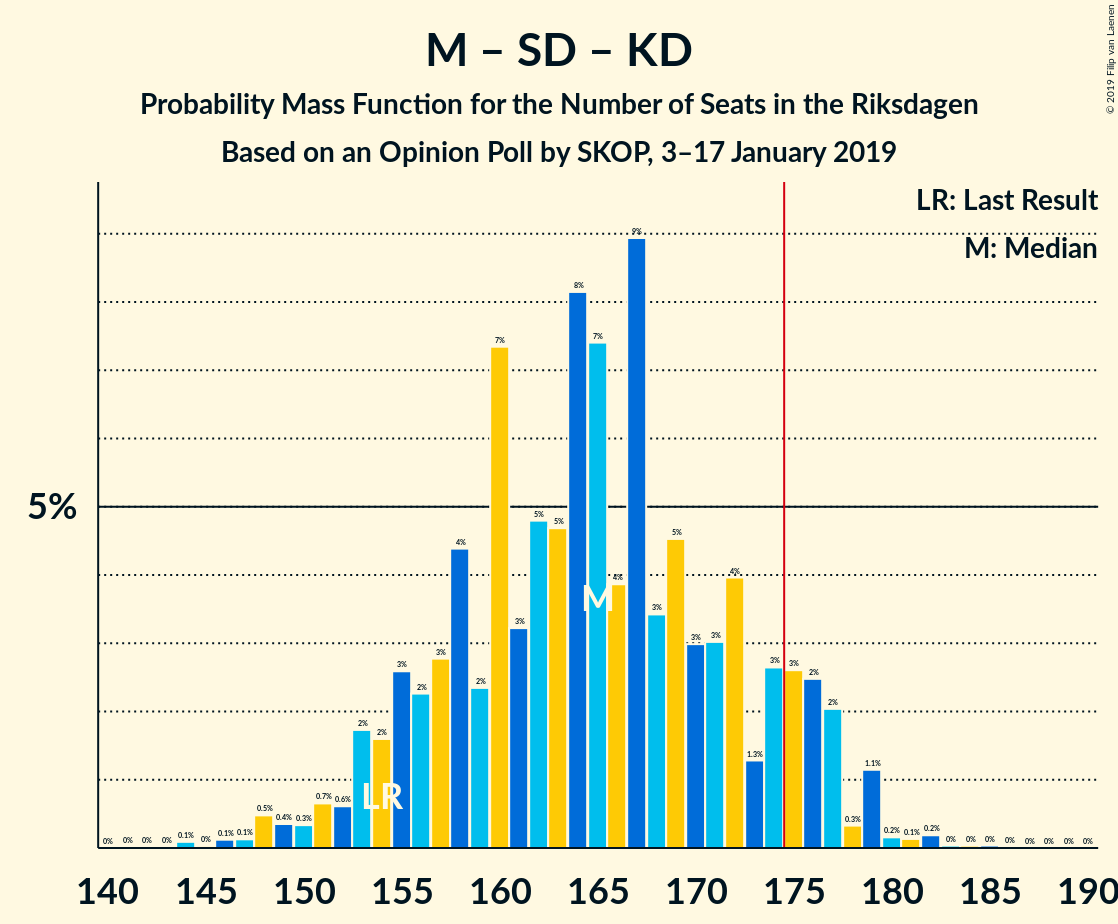 M – SD – KD
Probability Mass Function for the Number of Seats in the Riksdagen
Based on an Opinion Poll by SKOP, 3–17 January 2019
© 2019 Filip van Laenen
LR: Last Result
M: Median
5%
0% 0% 0% 0% 0.1% 0% 0.1% 0.1% 0.5% 0.4% 0.3% 0.7% 0.6% 2% 2% 3% 2% 3% 4% 2% 7% 3% 5% 5% 8% 7% 4% 9% 3% 5% 3% 3% 4% 1.3% 3% 3% 2% 2% 0.3% 1.1% 0.2% 0.1% 0.2% 0% 0% 0% 0% 0% 0% 0% 0%
M
LR
140 145 150 155 160 165 170 175 180 185 190